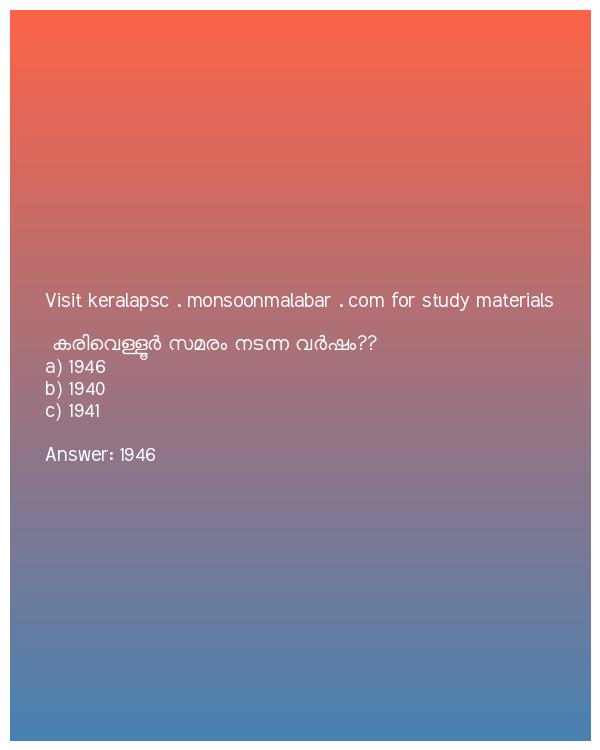 Visit keralapsc . monsoonmalabar . com for study materials
കരിവെള്ളൂർ സമരം നടന്ന വർഷം??
a) 1946
b) 1940
c) 1941
Answer: 1946